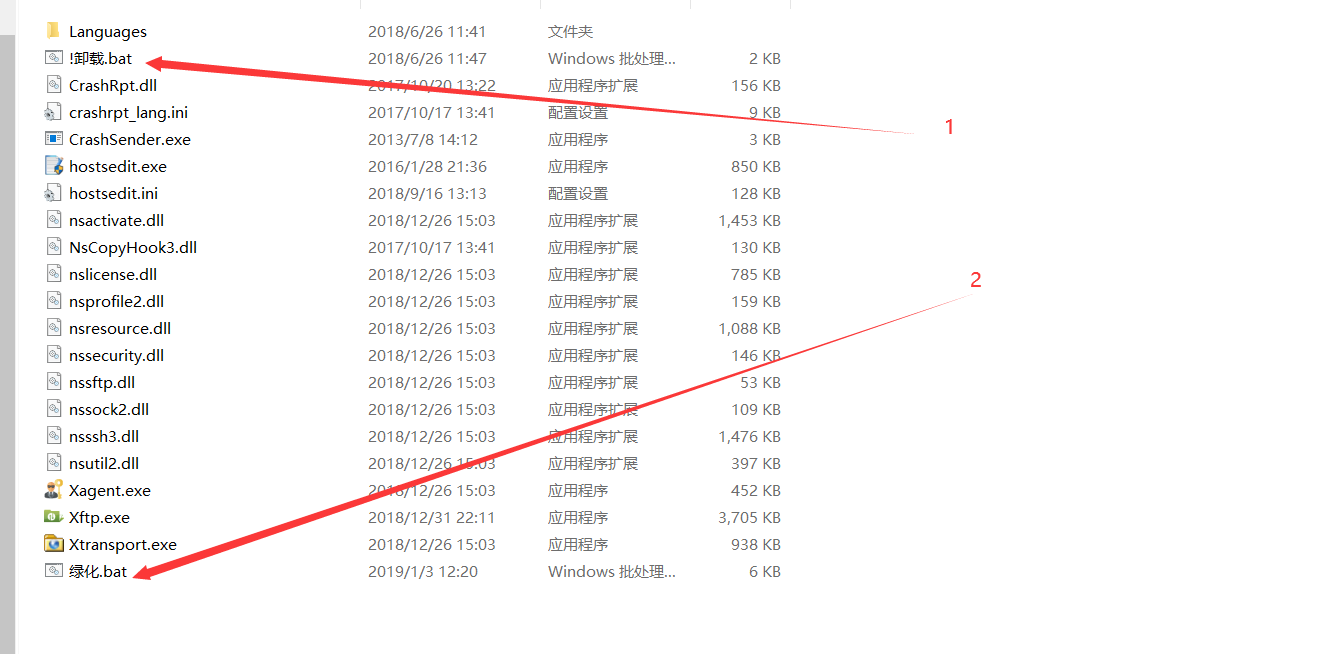 Languages 2018/6/26 11:41 文件夹
!卸载.bat 2018/6/26 11:47 Windows 批处理... 2 KB
CrashRpt.dll 2017/10/20 13:22 应用程序扩展 156 KB
crashrpt_lang.ini 2017/10/17 13:41 配置设置 9 KB
1
CrashSender.exe 2013/7/8 14:12 应用程序 3 KB
hostsedit.exe 2016/1/28 21:36 应用程序 850 KB
hostsedit.ini 2018/9/16 13:13 配置设置 128 KB
nsactivate.dll 2018/12/26 15:03 应用程序扩展 1,453 KB
NsCopyHook3.dll 2017/10/17 13:41 应用程序扩展 130 KB
nslicense.dll 2018/12/26 15:03 应用程序扩展 785 KB
2
nsprofile2.dll 2018/12/26 15:03 应用程序扩展 159 KB
nsresource.dll 2018/12/26 15:03 应用程序扩展 1,088 KB
nssecurity.dll 2018/12/26 15:03 应用程序扩展 146 KB
nssftp.dll 2018/12/26 15:03 应用程序扩展 53 KB
nssock2.dll 2018/12/26 15:03 应用程序扩展 109 KB
nsssh3.dll 2018/12/26 15:03 应用程序扩展 1,476 KB
nsutil2.dll 2018/12/26 15:03 应用程序扩展 397 KB
Xagent.exe 2018/12/26 15:03 应用程序 452 KB
Xftp.exe 2018/12/31 22:11 应用程序 3,705 KB
Xtransport.exe 2018/12/26 15:03 应用程序 938 KB
绿化.bat 2019/1/3 12:20 Windows 批处理... 6 KB